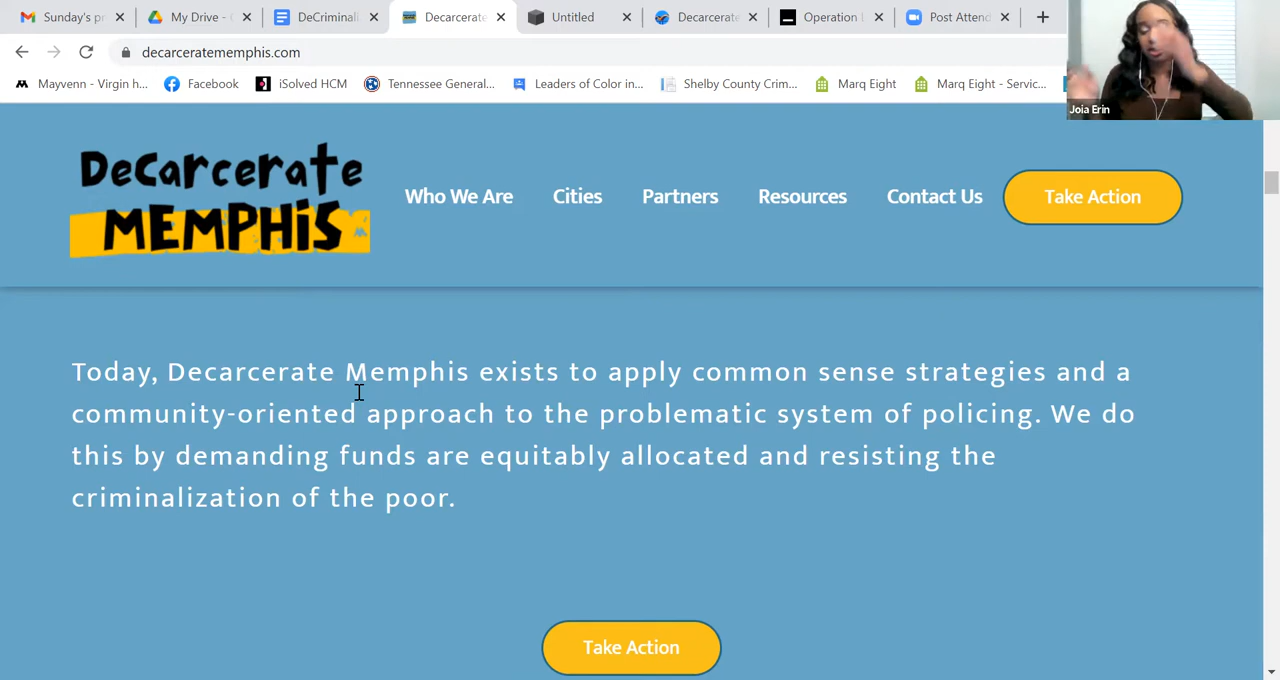 Sunday's p
My Drive - C
DeCriminali
Decarcerate
Untitled
Decarcerate
Operation L
Post Attend
decarceratememphis.com
Mayvenn - Virgin h...
Facebook
iSolved HCM
Tennessee General...
Leaders of Color in...
Shelby County Crim...
Marq Eight
Marq Eight - Servic...
Joia Erin
Decarcerate
MEMPHis
Who We Are
Cities
Partners
Resources
Contact Us
Take Action
Today, Decarcerate Memphis exists to apply common sense strategies and a
community-oriented approach to the problematic system of policing. We do
this by demanding funds are equitably allocated and resisting the
criminalization of the poor.
Take Action